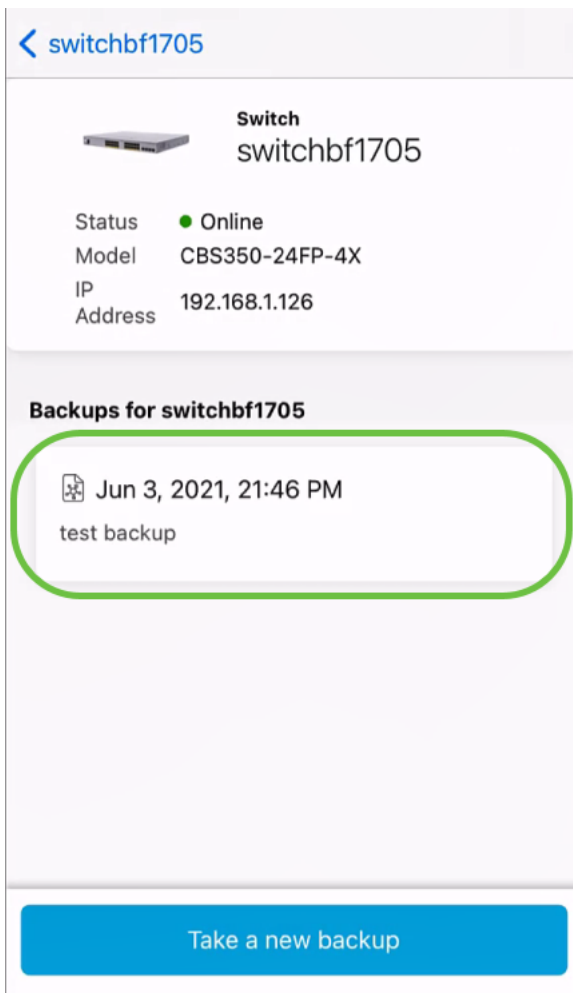 switchbf1705
Switch
switchbf1705
Status Online
Model CBS350-24FP-4X
IP
Address 192.168.1.126
Backups for switchbf1705
Jun 3, 2021, 21:46 PM
test backup
Take a new backup